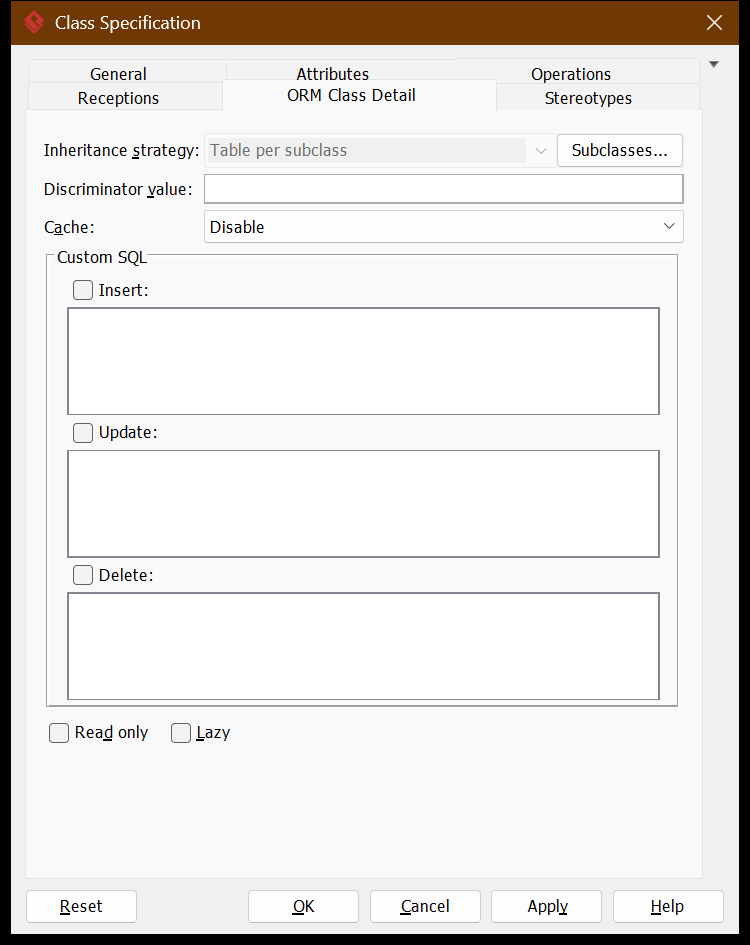 Class Specification
General Attributes Operations
Receptions ORM Class Detail Stereotypes
Inheritance strategy: Table per subclass Subclasses...
Discriminator value:
Cache: Disable
Custom SQL
Insert:
Update:
Delete:
Read only Lazy
Reset OK Cancel Apply Help